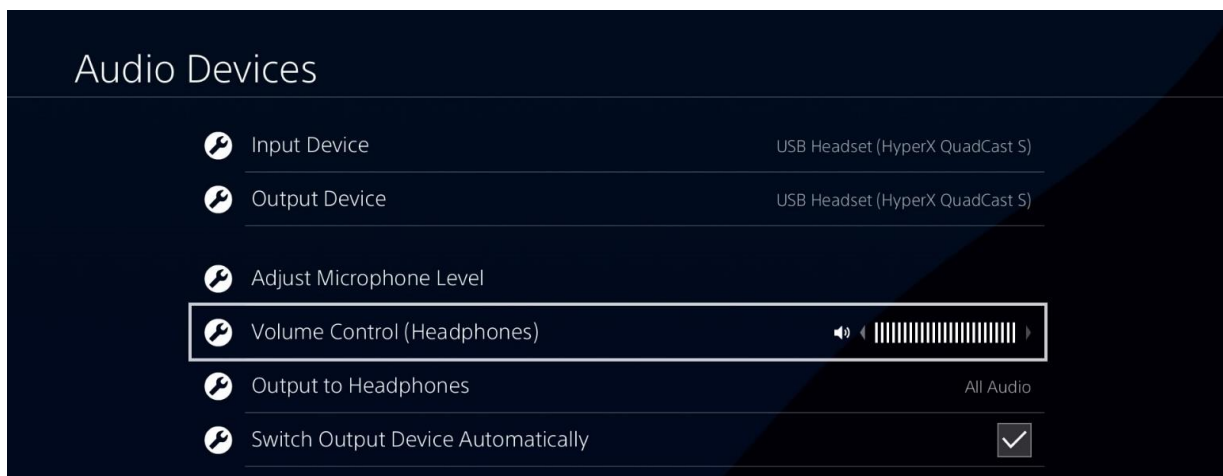 Audio Devices
Input Device USB Headset (HyperX QuadCast S)
Output Device USB Headset (HyperX QuadCast S)
Adjust Microphone Level
Volume Control (Headphones)
Output to Headphones All Audio
Switch Output Device Automatically